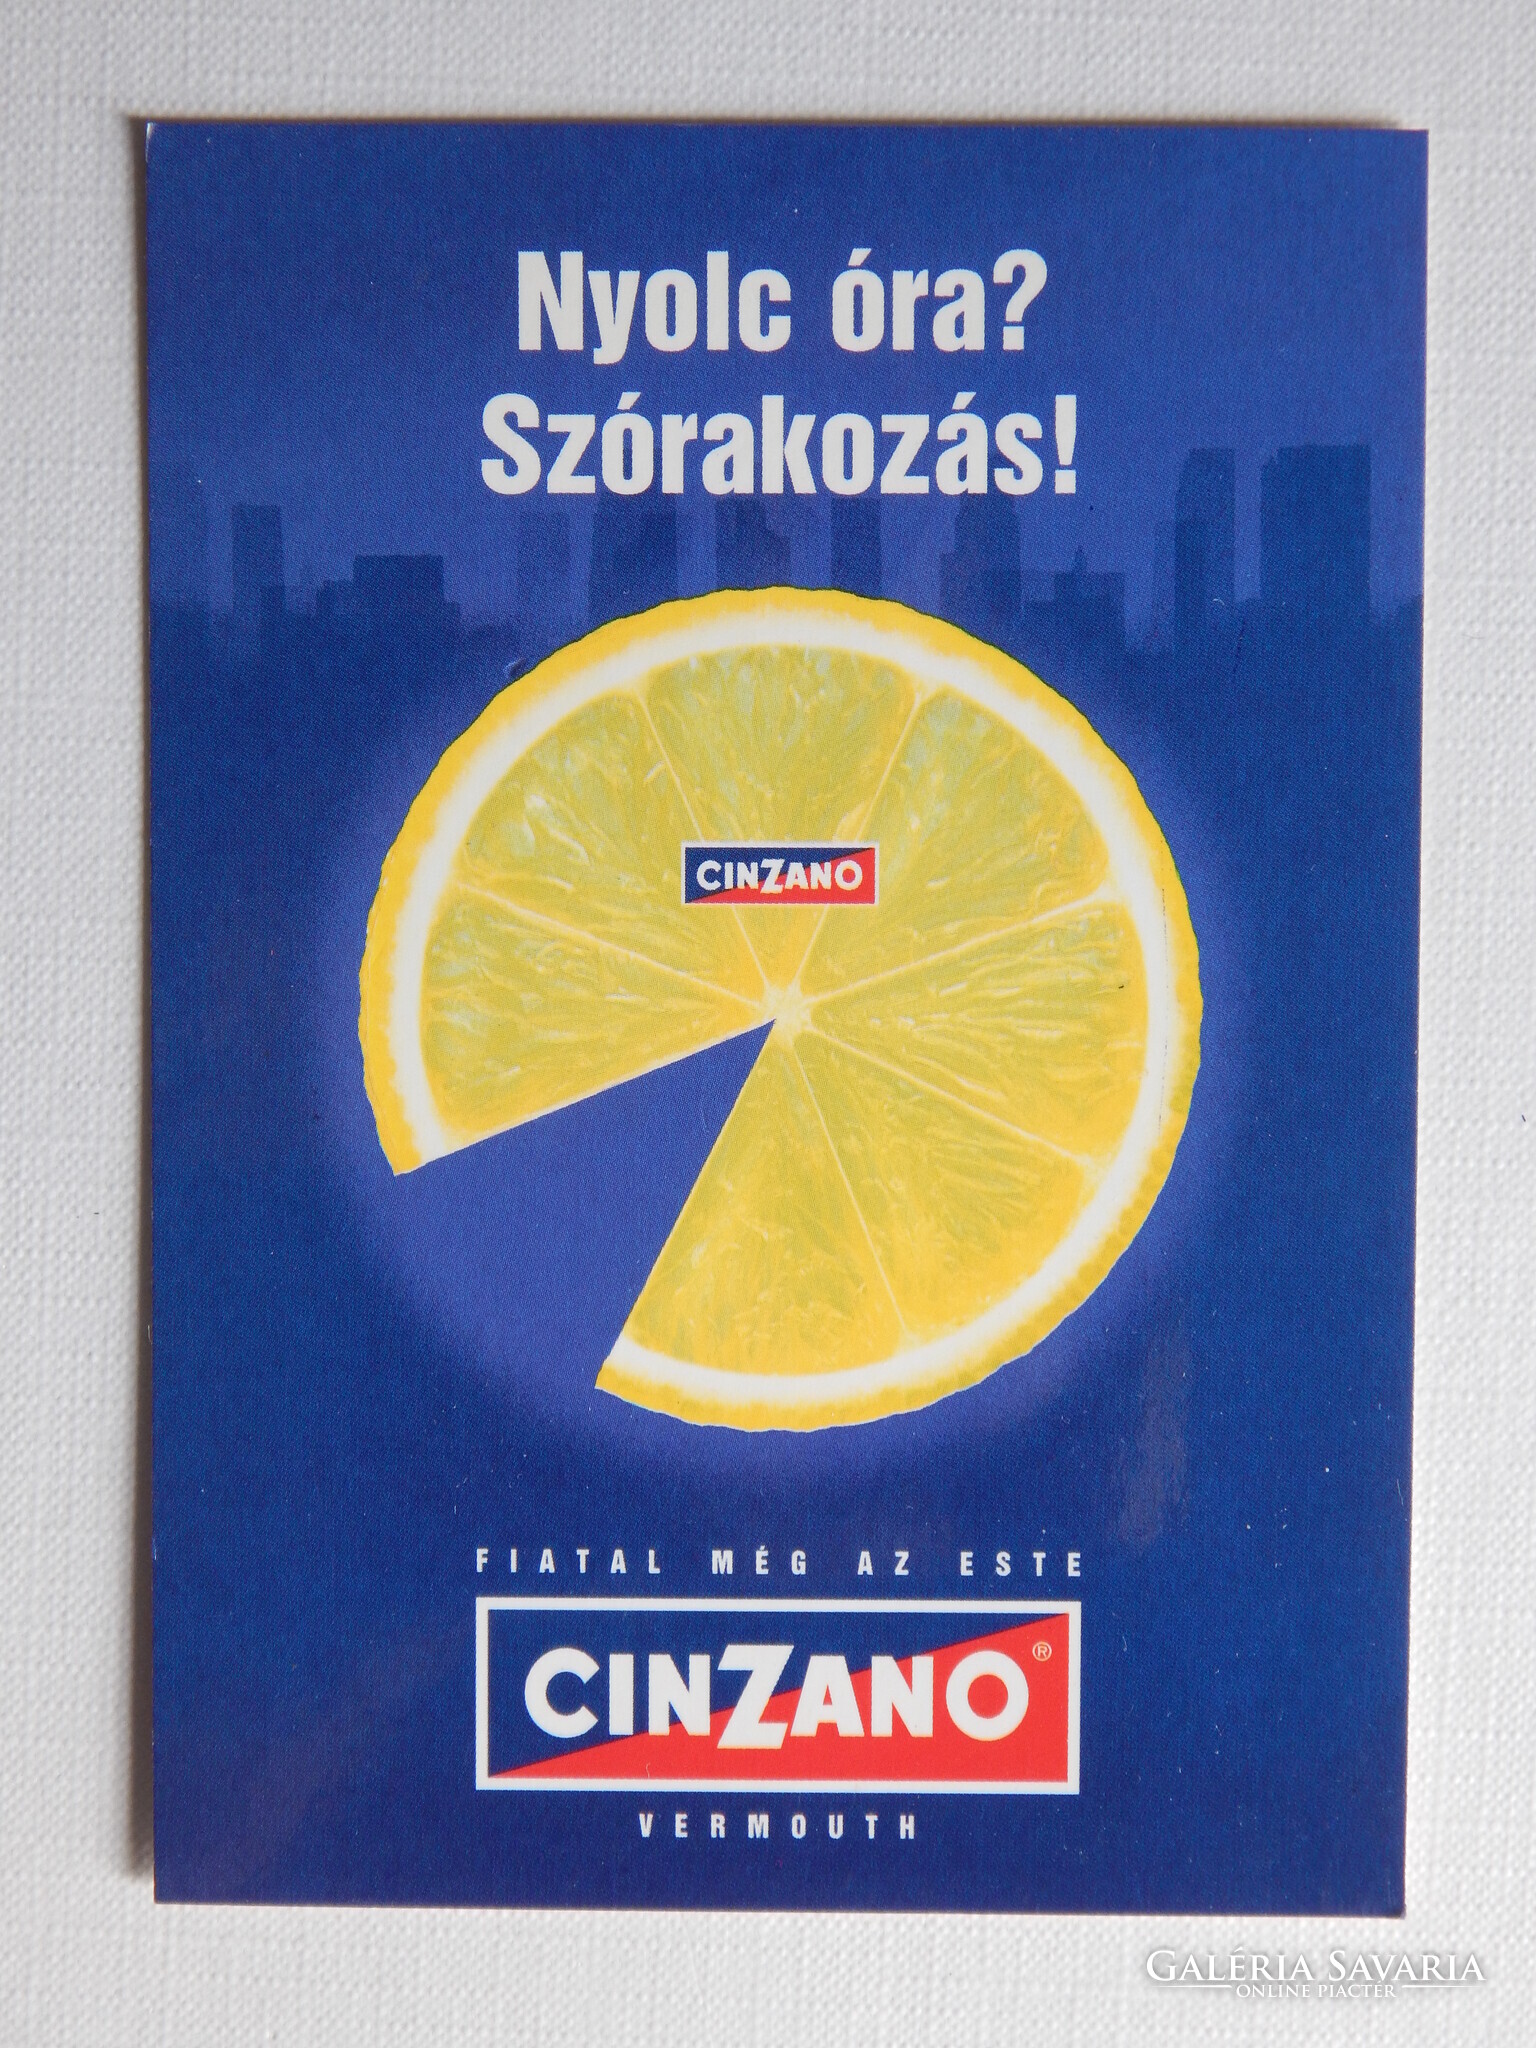 Nyolc óra?
Szórakozás!
CINZANO
FIATAL MÉG AZ ESTE
CINZANO®
VERMOUTH
GALÉRIA SAVARIA
ONLINE PIACTÉR